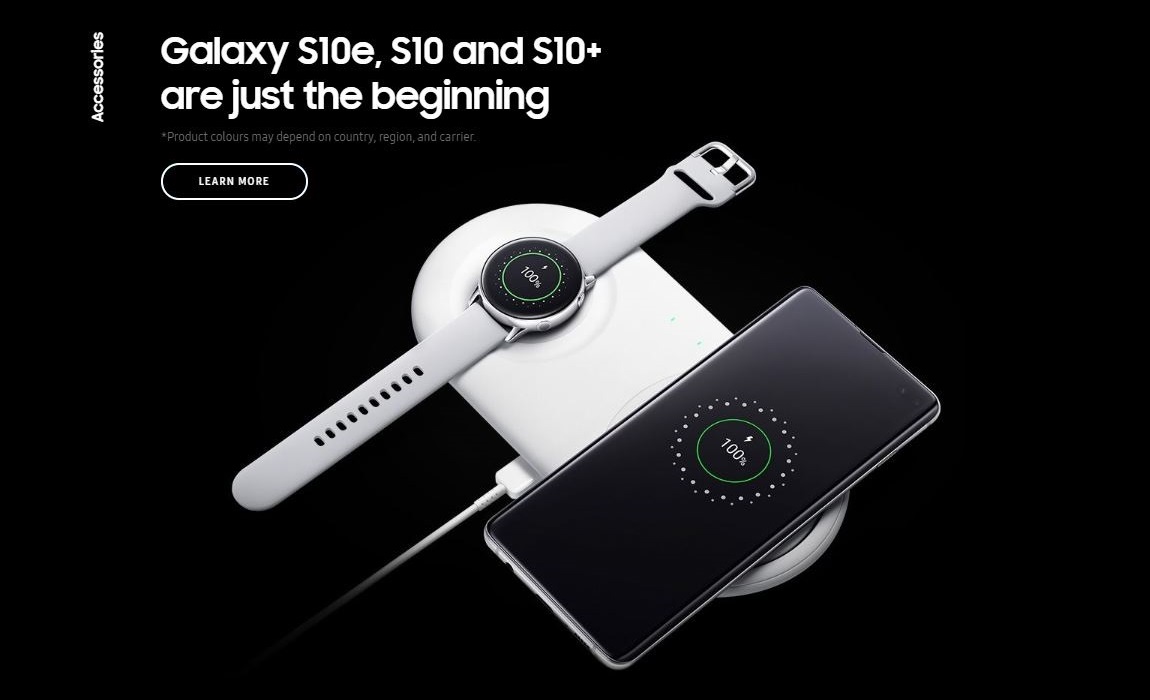 Accessories
Galaxy S10e, S10 and S10+
are just the beginning
*Product colours may depend on country, region, and carrier.
LEARN MORE
100%
100%